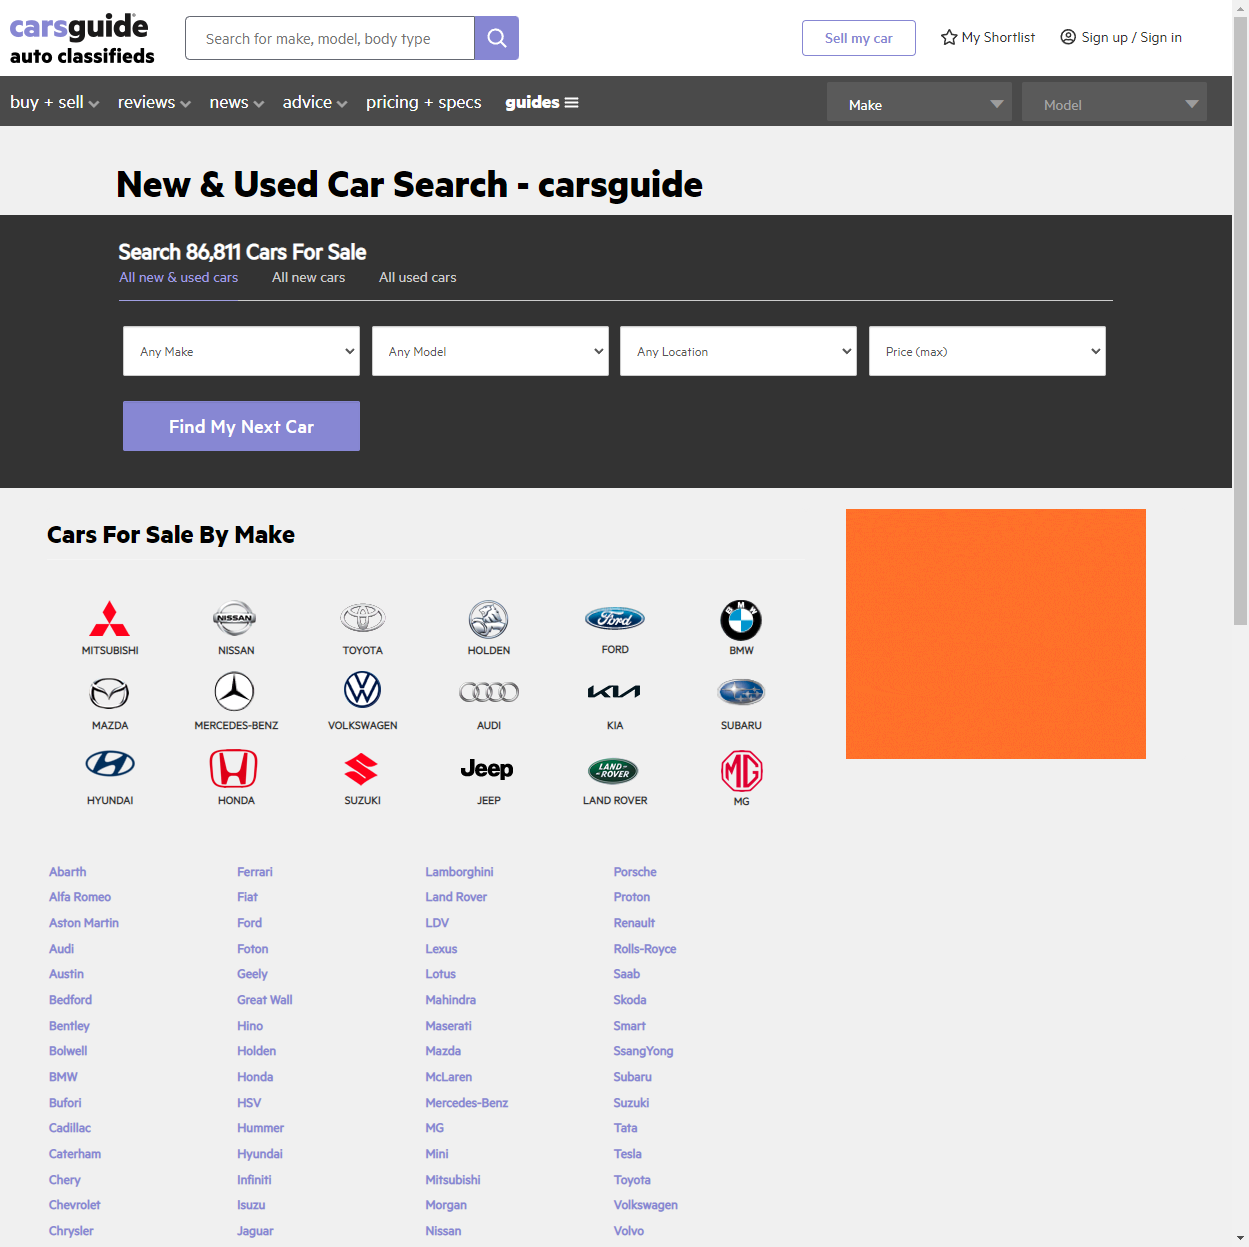 carsguide
auto classifieds
Search for make, model, body type
Sell my car
My Shortlist
Sign up / Sign in
buy + sell
reviews
news
advice
pricing + specs
guides
Make
Model
New & Used Car Search - carsguide
Search 86,811 Cars For Sale
All new & used cars
All new cars
All used cars
Any Make
Any Model
Any Location
Price (max)
Find My Next Car
Cars For Sale By Make
NISSAN
Ford
BMW
MITSUBISHI
NISSAN
TOYOTA
HOLDEN
FORD
BMW
KIA
MAZDA
MERCEDES-BENZ
VOLKSWAGEN
AUDI
KIA
SUBARU
Jeep
LAND-
-ROVER
MG
HYUNDAI
HONDA
SUZUKI
JEEP
LAND ROVER
MG
Abarth
Alfa Romeo
Aston Martin
Audi
Austin
Bedford
Bentley
Bolwell
BMW
Bufori
Cadillac
Caterham
Chery
Chevrolet
Chrysler
Ferrari
Fiat
Ford
Foton
Geely
Great Wall
Hino
Holden
Honda
HSV
Hummer
Hyundai
Infiniti
Isuzu
Jaguar
Lamborghini
Land Rover
LDV
Lexus
Lotus
Mahindra
Maserati
Mazda
McLaren
Mercedes-Benz
MG
Mini
Mitsubishi
Morgan
Nissan
Porsche
Proton
Renault
Rolls-Royce
Saab
Skoda
Smart
SsangYong
Subaru
Suzuki
Tata
Tesla
Toyota
Volkswagen
Volvo